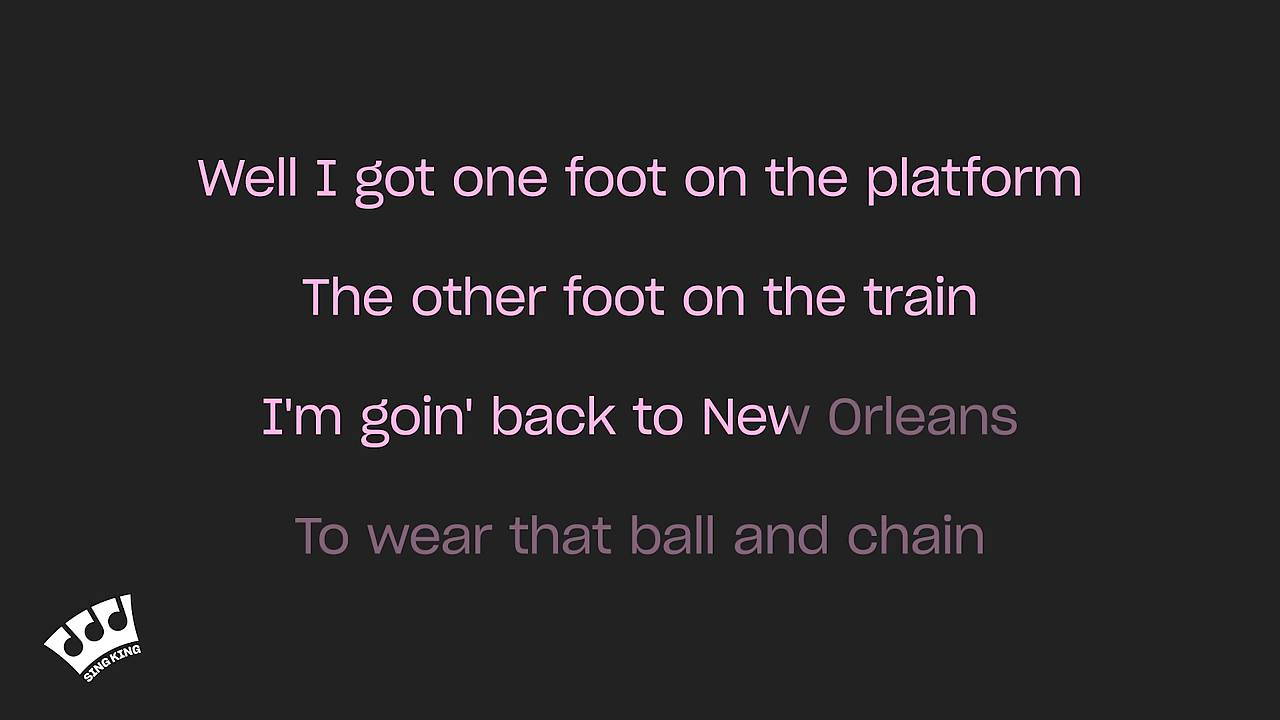 Well I got one foot on the platform
The other foot on the train
I'm goin' back to New Orleans
To wear that ball and chain
SING KING